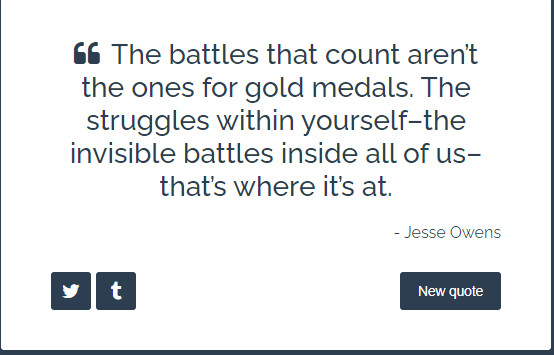 ❝ The battles that count aren't
the ones for gold medals. The
struggles within yourself–the
invisible battles inside all of us–
that's where it's at.
- Jesse Owens
New quote